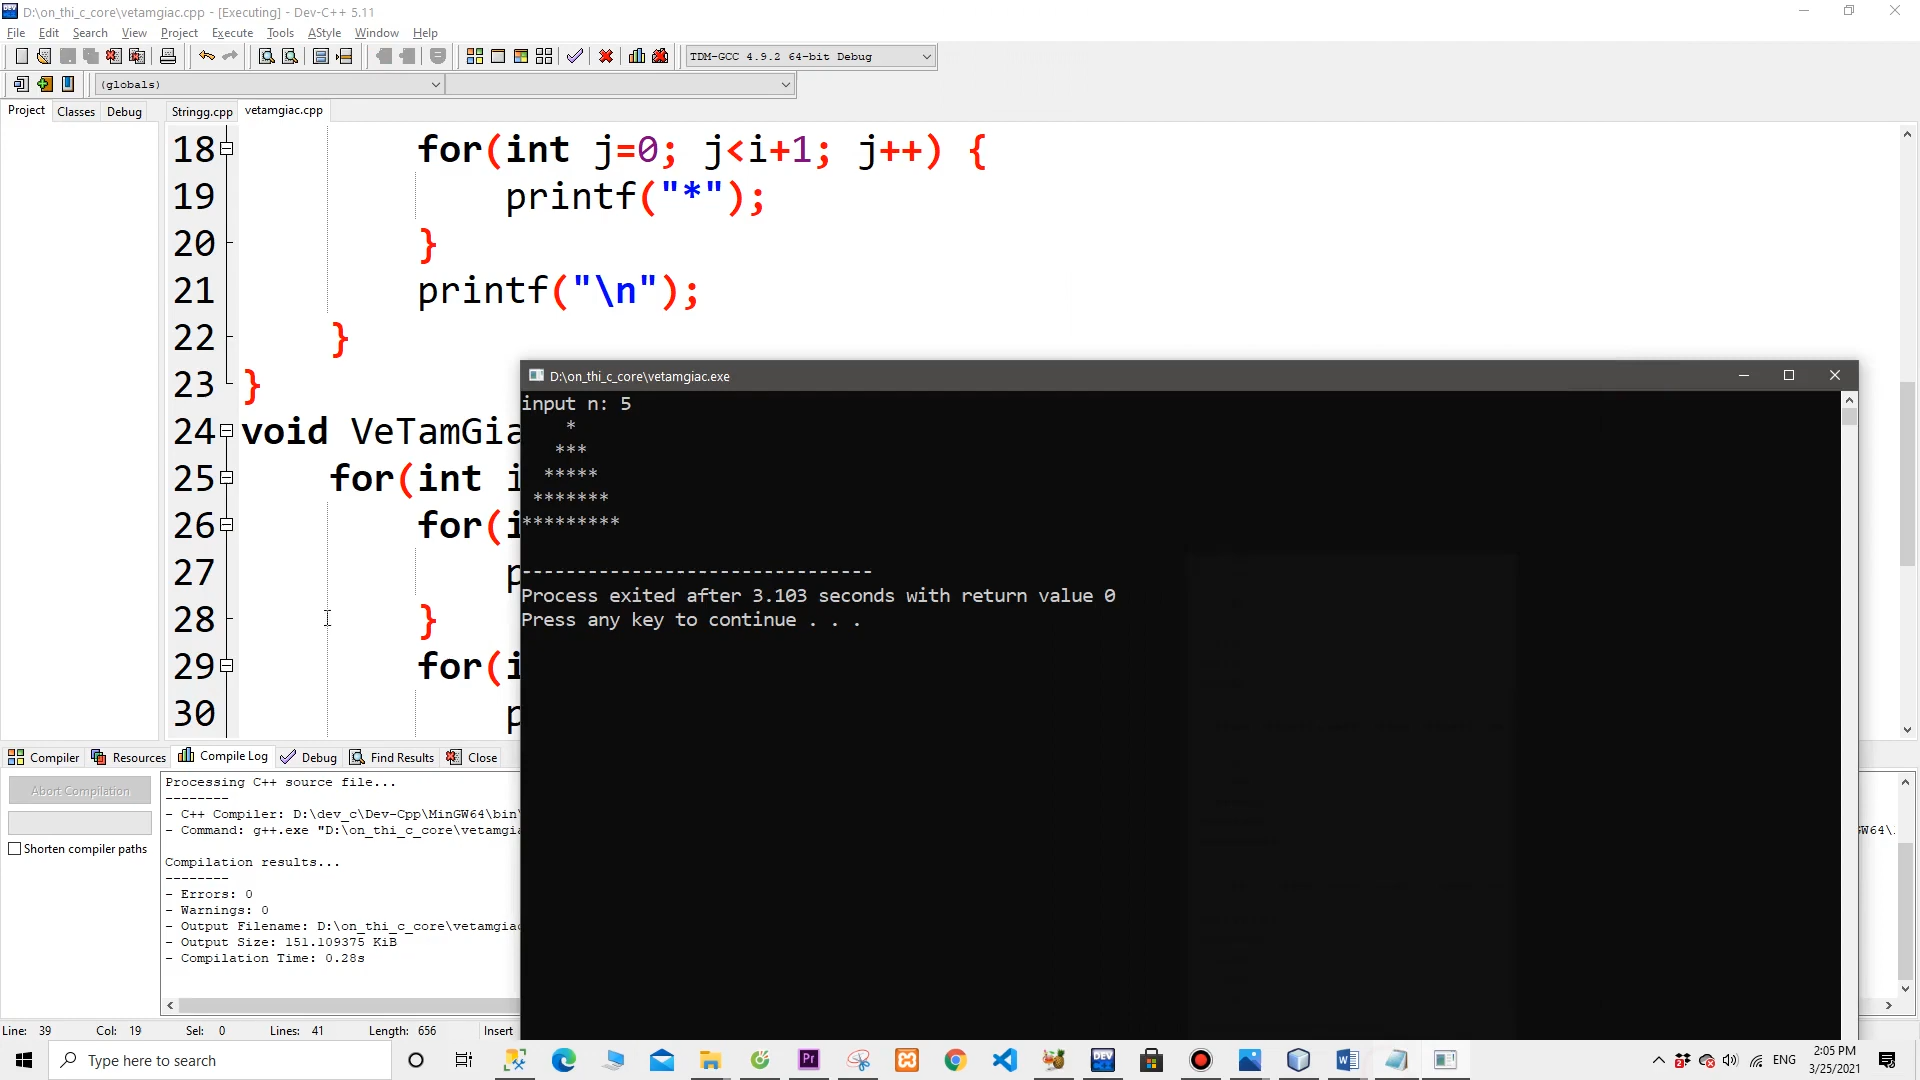 D:\on_thi_c_core\vetamgiac.cpp - [Executing] - Dev-C++ 5.11
File Edit Search View Project Execute Tools AStyle Window Help
TDM-GCC 4.9.2 64-bit Debug
(globals)
Project Classes Debug Stringg.cpp vetamgiac.cpp
18 for(int j=0; j<i+1; j++) {
19 printf("*");
20 }
21 printf("\n");
22 }
23 }
24 void VeTamGia
25 for(int i
26 for(i
27 p
28 }
29 for(i
30 p
D:\on_thi_c_core\vetamgiac.exe
input n: 5
*
***
*****
*******
*********
--------------------------------
Process exited after 3.103 seconds with return value 0
Press any key to continue . . .
Compiler Resources Compile Log Debug Find Results Close
Abort Compilation
Shorten compiler paths
Processing C++ source file...
--------
- C++ Compiler: D:\dev_c\Dev-Cpp\MinGW64\bin\
- Command: g++.exe "D:\on_thi_c_core\vetamgia
Compilation results...
--------
- Errors: 0
- Warnings: 0
- Output Filename: D:\on_thi_c_core\vetamgiac
- Output Size: 151.109375 KiB
- Compilation Time: 0.28s
Line: 39 Col: 19 Sel: 0 Lines: 41 Length: 656 Insert
Type here to search
ENG
2:05 PM
3/25/2021